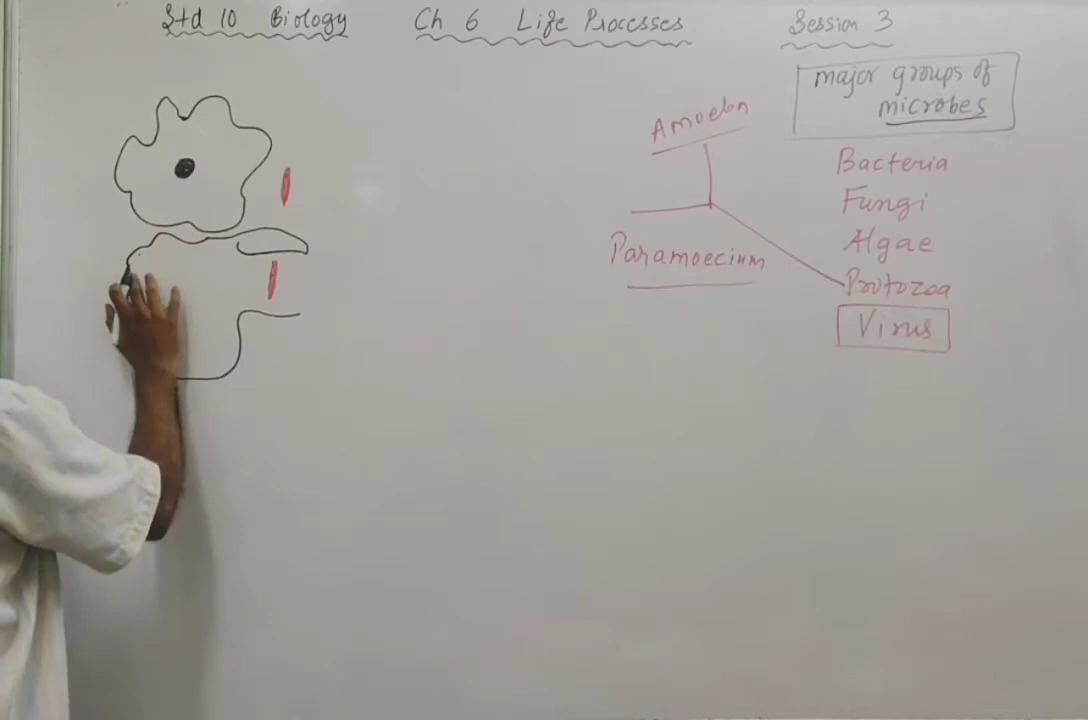 Std 10 Biology
Ch 6 Life Processes
Session 3
major groups of
microbes
Amoeba
Paramoecium
Bacteria
Fungi
Algae
Protozoa
Virus